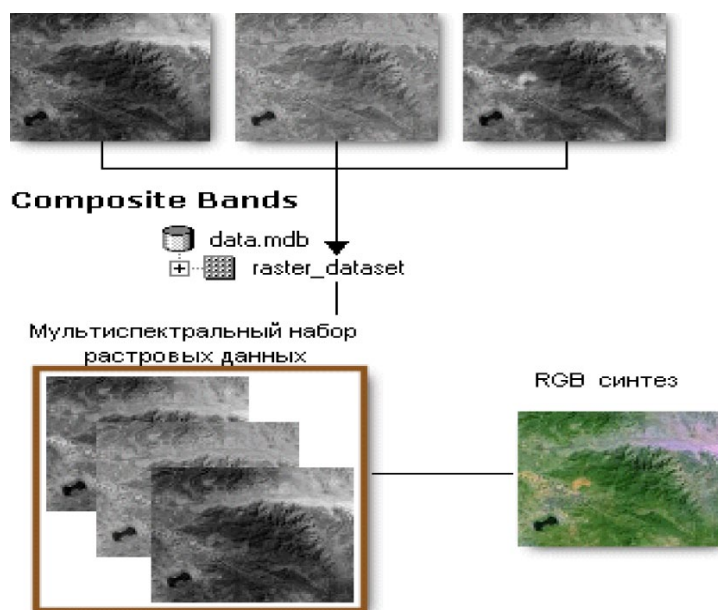 Composite Bands
data.mdb
raster_dataset
Мультиспектральный набор
растровых данных
RGB синтез